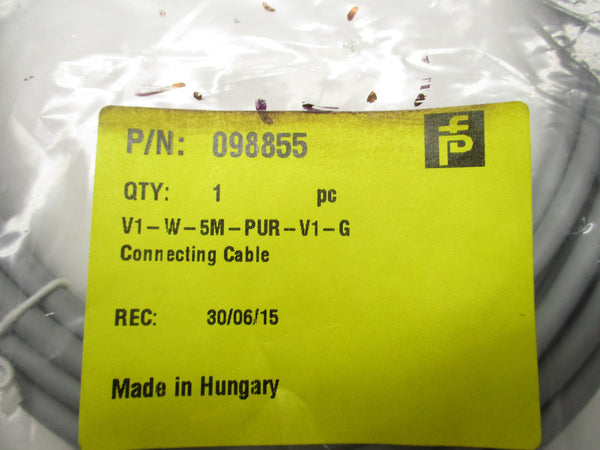 P/N: 098855
QTY: 1 pc
V1-W-5M-PUR-V1-G
Connecting Cable
REC: 30/06/15
Made in Hungary